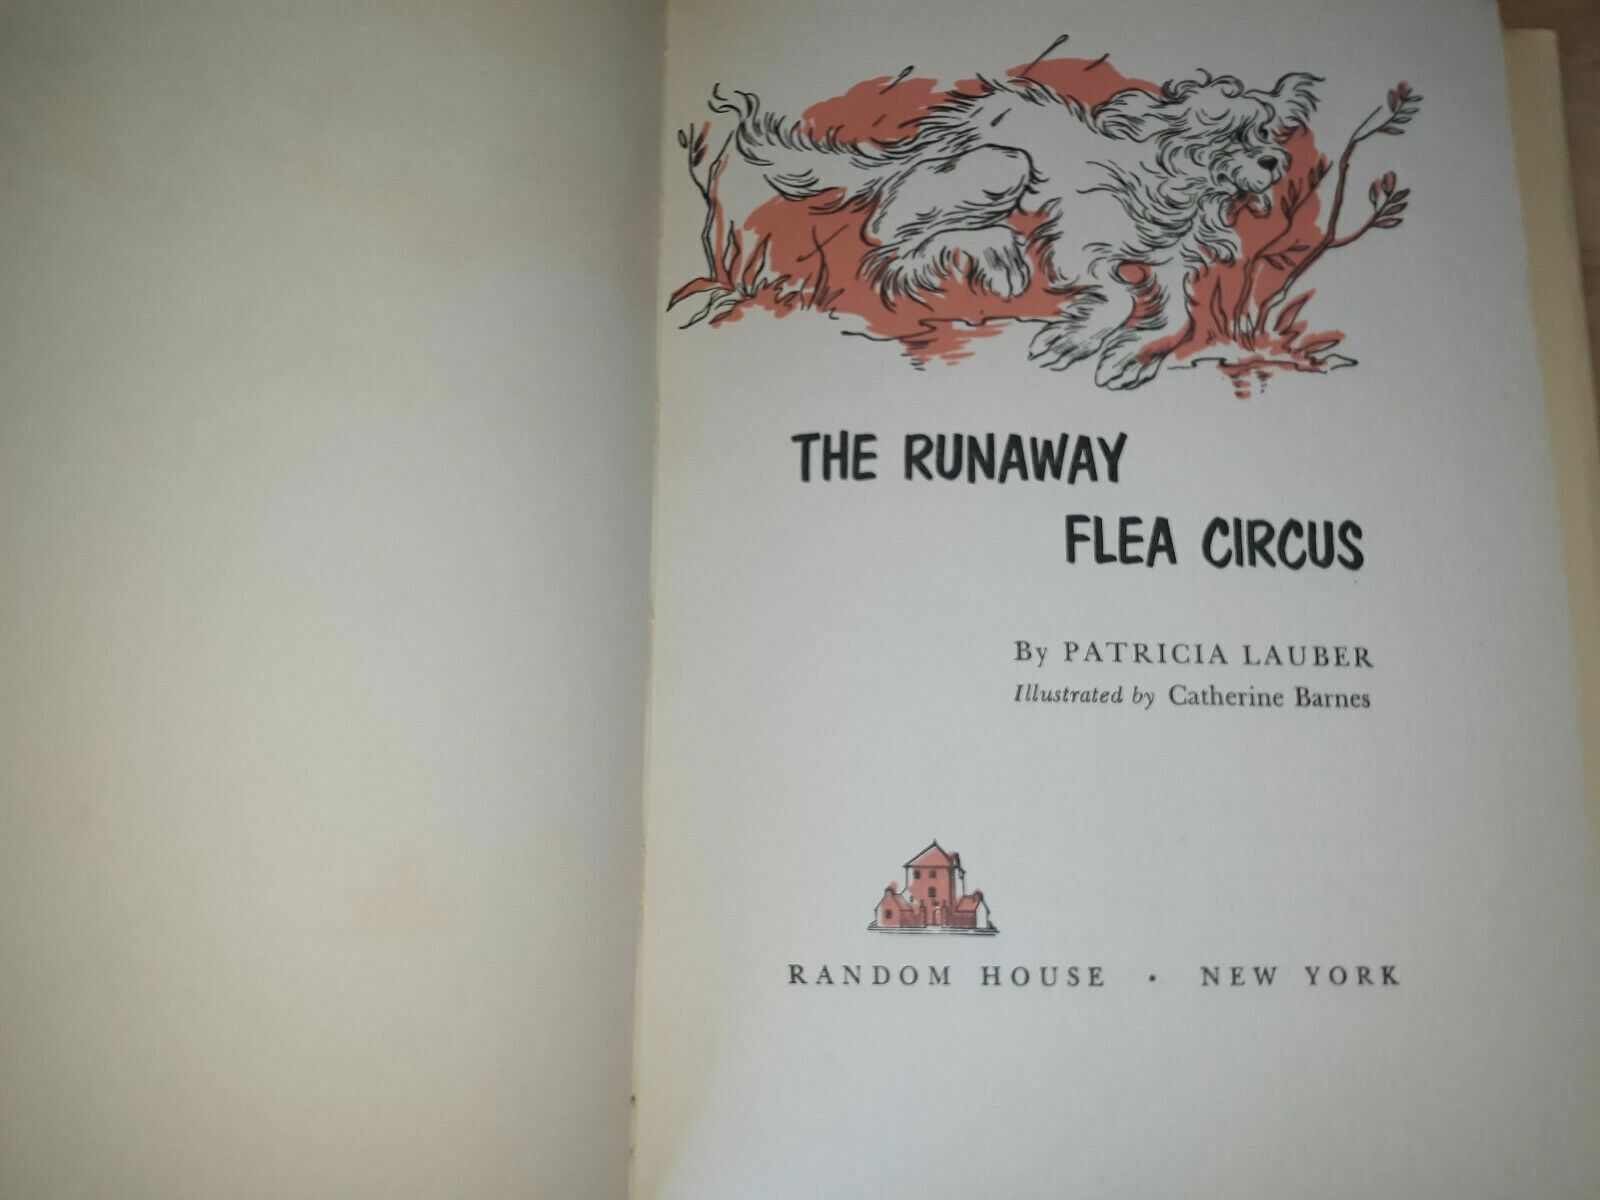 THE RUNAWAY
FLEA CIRCUS
By PATRICIA LAUBER
Illustrated by Catherine Barnes
RANDOM HOUSE · NEW YORK